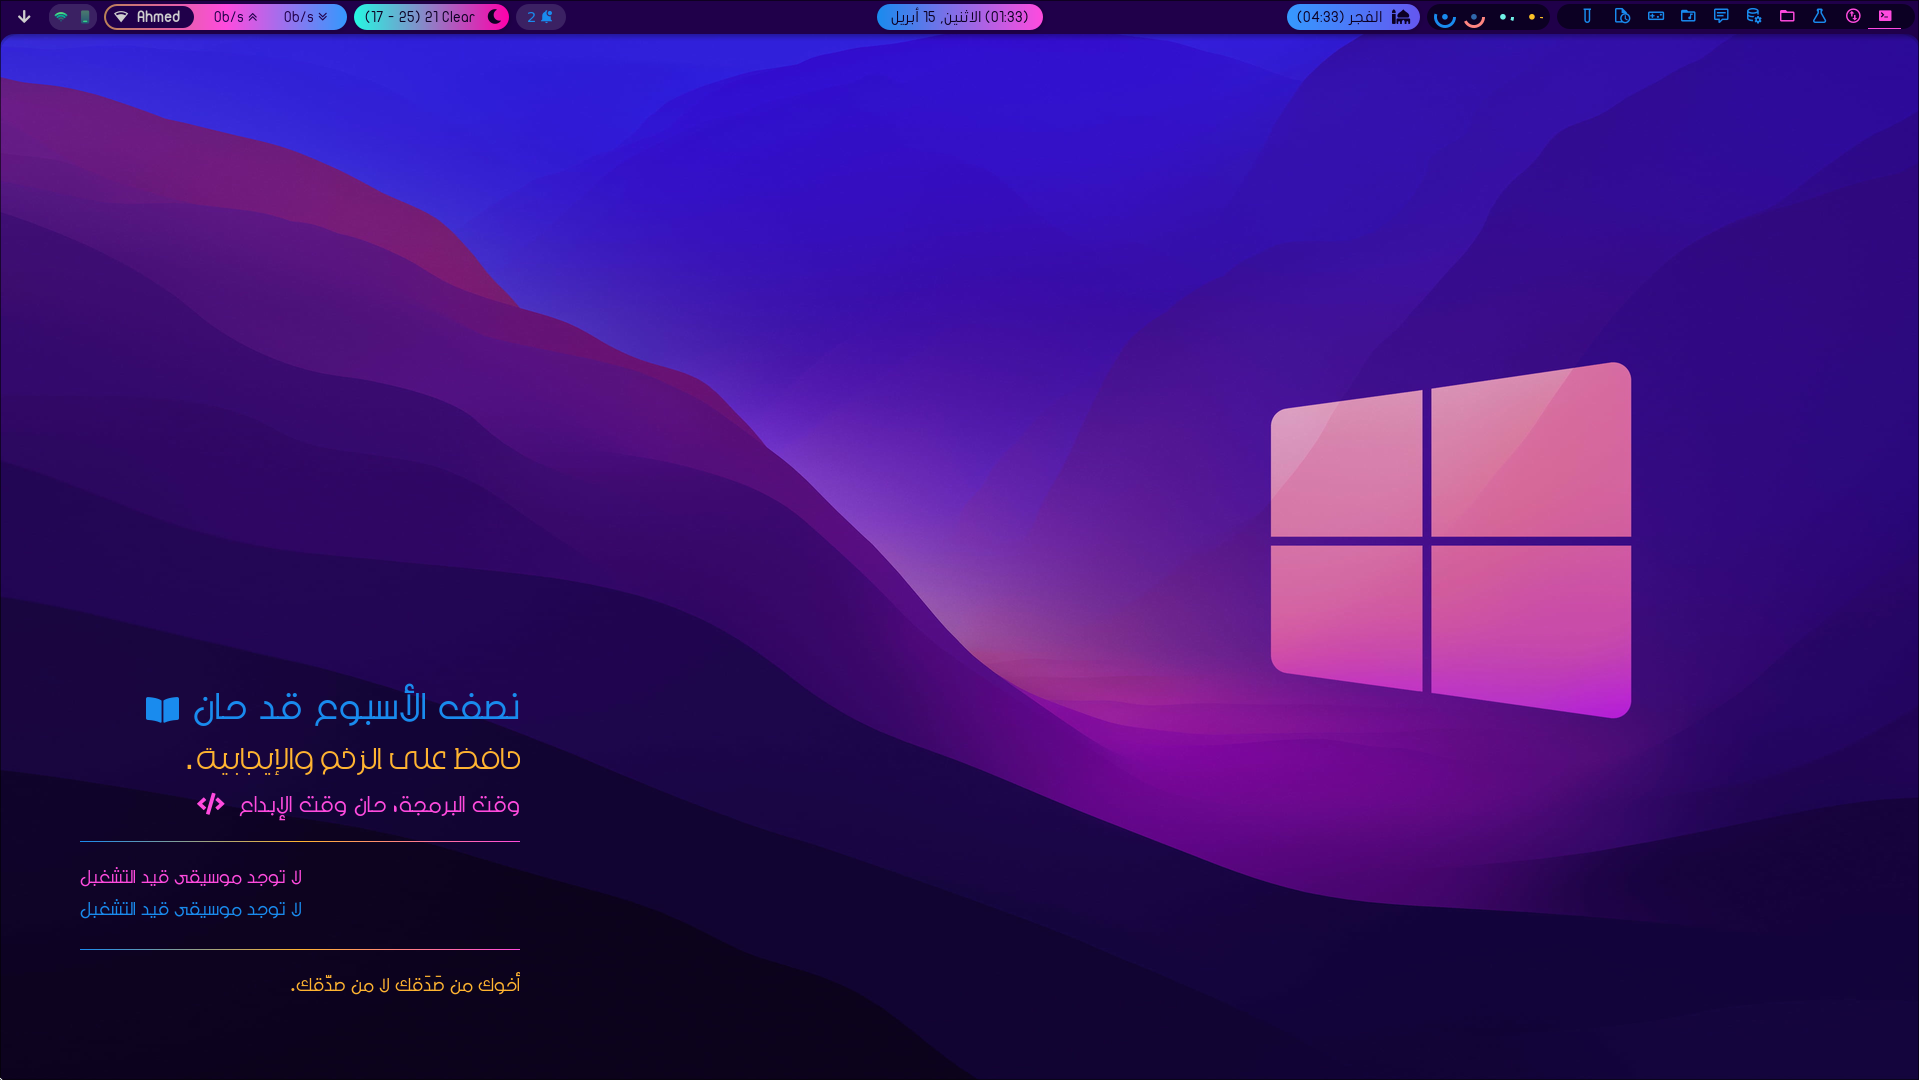 Ahmed
0b/s
0b/s
(17 - 25) 21 Clear
2
(01:33) الاثنين, 15 أبريل
الفجر (04:33)
نصف الأسبوع قد حان
حافظ على الزخم والإيجابية.
وقت البرمجة، حان وقت الإبداع
لا توجد موسيقى قيد التشغيل
لا توجد موسيقى قيد التشغيل
أخوك من صَدَقك لا من صدّقك.